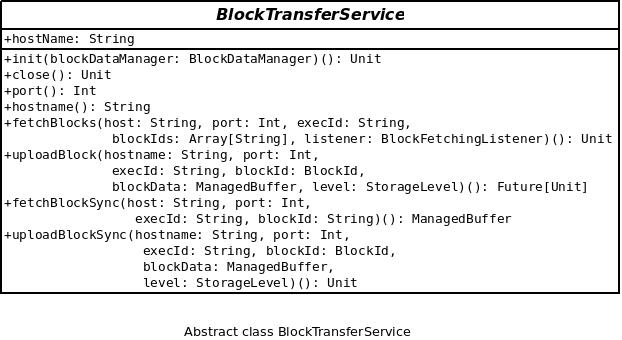 BlockTransferService
+hostName: String
+init(blockDataManager: BlockDataManager)(): Unit
+close(): Unit
+port(): Int
+hostname(): String
+fetchBlocks(host: String, port: Int, execId: String,
blockIds: Array[String], listener: BlockFetchingListener)(): Unit
+uploadBlock(hostname: String, port: Int,
execId: String, blockId: BlockId,
blockData: ManagedBuffer, level: StorageLevel)(): Future[Unit]
+fetchBlockSync(host: String, port: Int,
execId: String, blockId: String)(): ManagedBuffer
+uploadBlockSync(hostname: String, port: Int,
execId: String, blockId: BlockId,
blockData: ManagedBuffer,
level: StorageLevel)(): Unit
Abstract class BlockTransferService